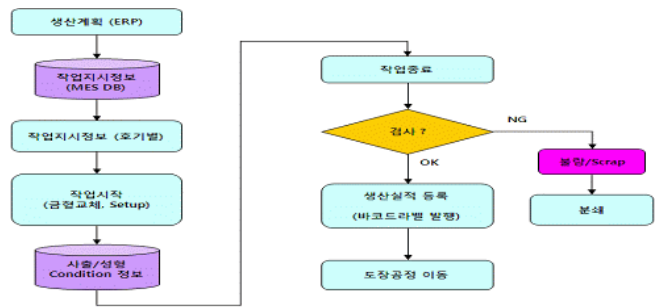 생산계획 (ERP)
작업지시정보
(MES DB)
작업지시정보 (호기별)
작업시작
(금형교체, Setup)
사출/성형
Condition 정보
작업종료
검사 ?
NG
OK
불량/Scrap
생산실적 등록
(바코드라벨 발행)
분쇄
도장공정 이동